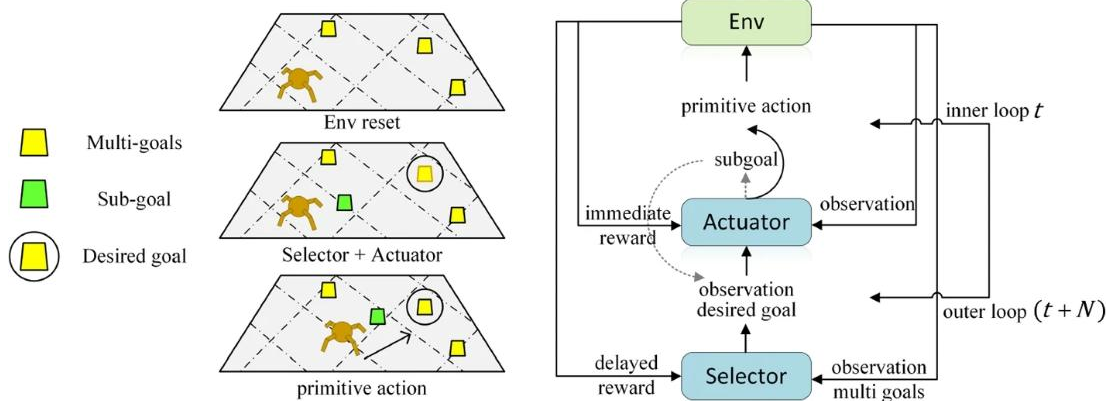 Multi-goals
Sub-goal
Desired goal
Env reset
Selector + Actuator
primitive action
Env
primitive action
inner loop t
subgoal
immediate
reward
Actuator
observation
observation
desired goal
outer loop (t + N)
delayed
reward
Selector
observation
multi goals